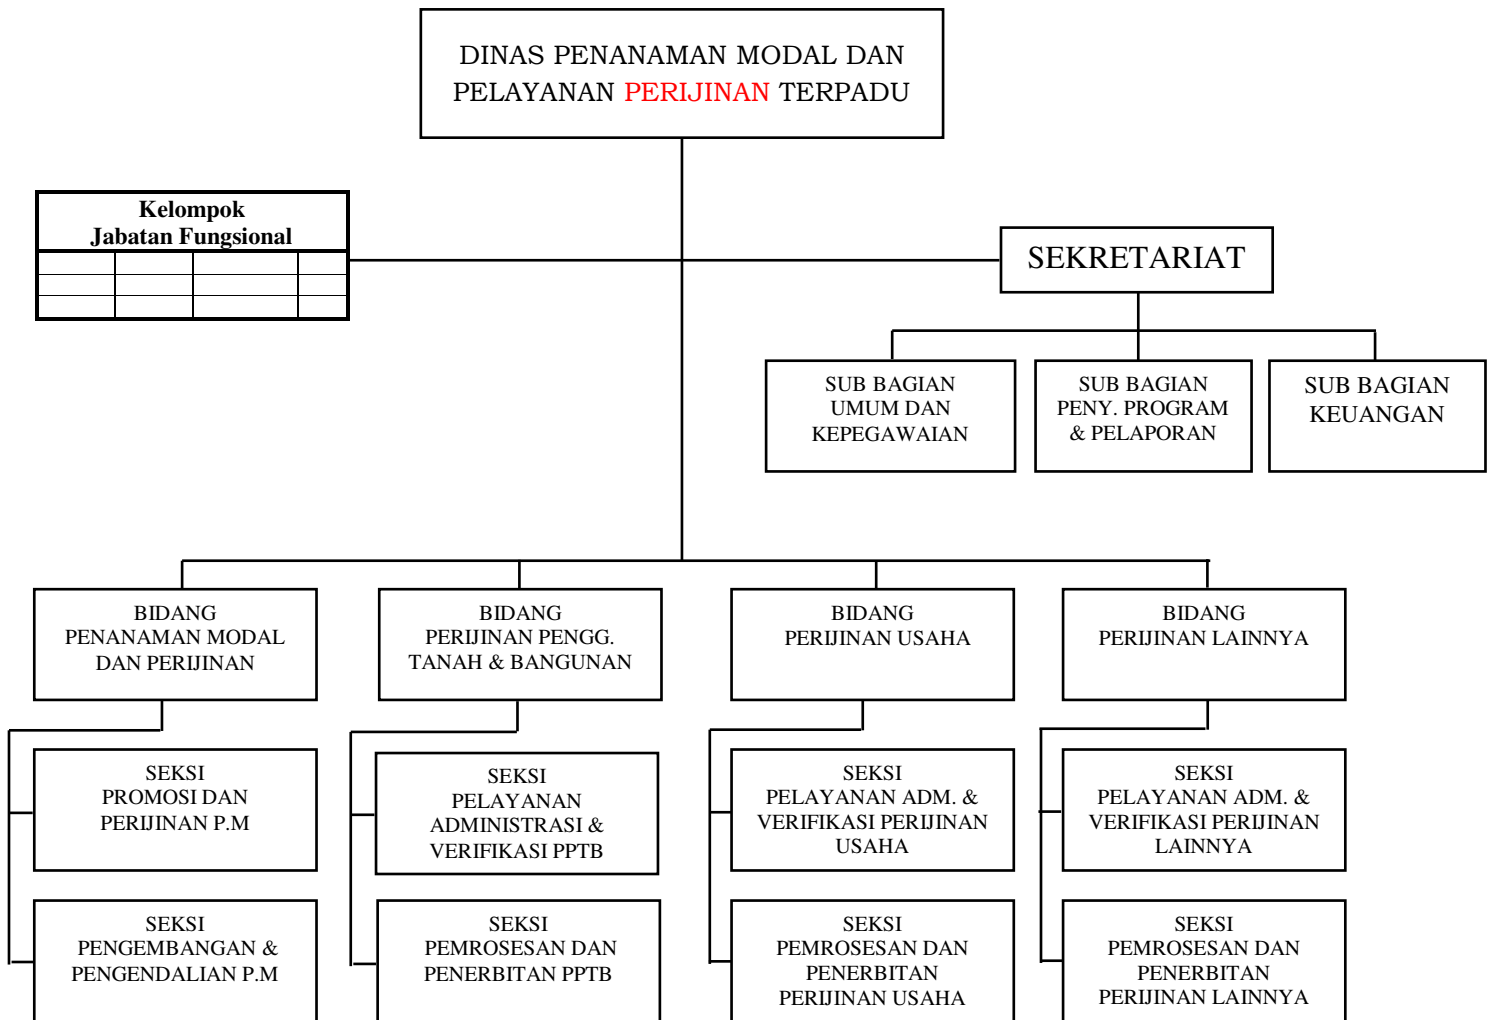 DINAS PENANAMAN MODAL DAN
PELAYANAN PERIJINAN TERPADU
Kelompok
Jabatan Fungsional
SEKRETARIAT
SUB BAGIAN
UMUM DAN
KEPEGAWAIAN
SUB BAGIAN
PENY. PROGRAM
& PELAPORAN
SUB BAGIAN
KEUANGAN
BIDANG
PENANAMAN MODAL
DAN PERIJINAN
BIDANG
PERIJINAN PENGG.
TANAH & BANGUNAN
BIDANG
PERIJINAN USAHA
BIDANG
PERIJINAN LAINNYA
SEKSI
PROMOSI DAN
PERIJINAN P.M
SEKSI
PELAYANAN
ADMINISTRASI &
VERIFIKASI PPTB
SEKSI
PELAYANAN ADM. &
VERIFIKASI PERIJINAN
USAHA
SEKSI
PELAYANAN ADM. &
VERIFIKASI PERIJINAN
LAINNYA
SEKSI
PENGEMBANGAN &
PENGENDALIAN P.M
SEKSI
PEMROSESAN DAN
PENERBITAN PPTB
SEKSI
PEMROSESAN DAN
PENERBITAN
PERIJINAN USAHA
SEKSI
PEMROSESAN DAN
PENERBITAN
PERIJINAN LAINNYA